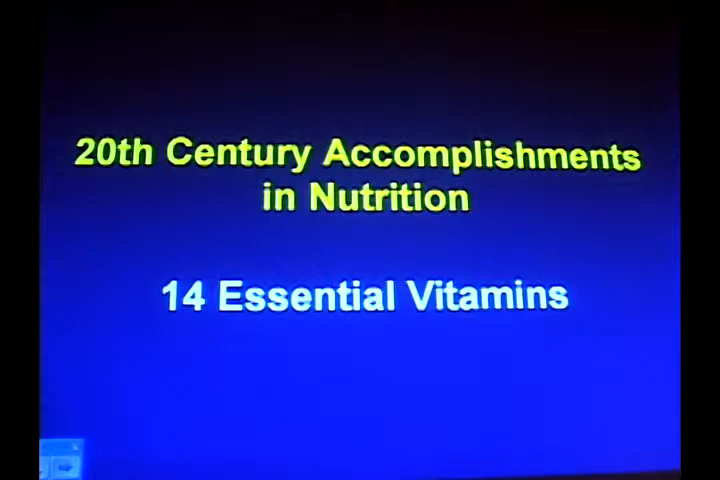 20th Century Accomplishments
in Nutrition
14 Essential Vitamins